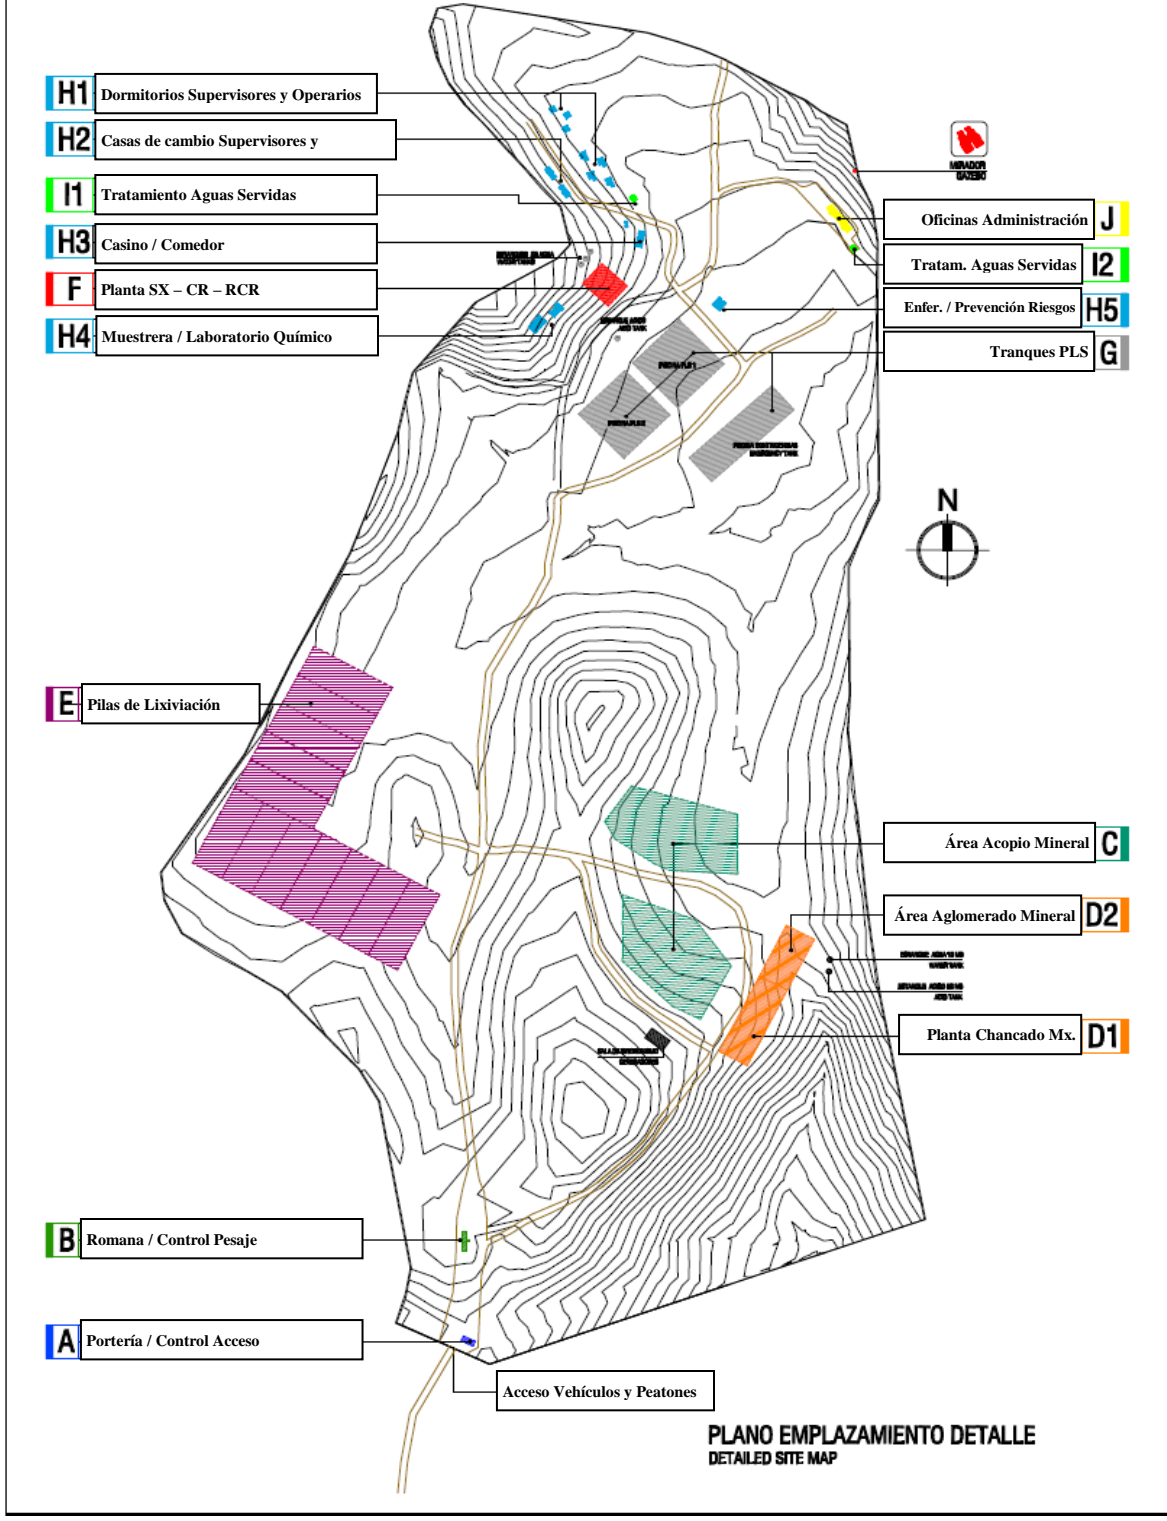 H1 Dormitorios Supervisores y Operarios
H2 Casas de cambio Supervisores y
I1 Tratamiento Aguas Servidas
H3 Casino / Comedor
F Planta SX – CR – RCR
H4 Muestrera / Laboratorio Químico
MIRADOR
GAZEBO
Oficinas Administración J
Tratam. Aguas Servidas I2
Enfer. / Prevención Riesgos H5
Tranques PLS G
N
E Pilas de Lixiviación
Área Acopio Mineral C
Área Aglomerado Mineral D2
Planta Chancado Mx. D1
B Romana / Control Pesaje
A Portería / Control Acceso
Acceso Vehículos y Peatones
PLANO EMPLAZAMIENTO DETALLE
DETAILED SITE MAP